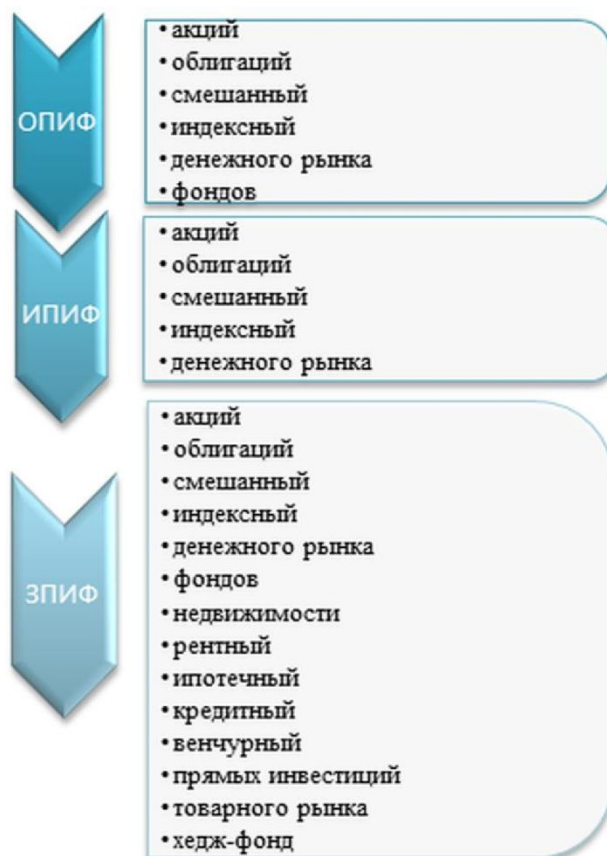 ОПИФ
• акций
• облигаций
• смешанный
• индексный
• денежного рынка
• фондов
ИПИФ
• акций
• облигаций
• смешанный
• индексный
• денежного рынка
ЗПИФ
• акций
• облигаций
• смешанный
• индексный
• денежного рынка
• фондов
• недвижимости
• рентный
• ипотечный
• кредитный
• венчурный
• прямых инвестиций
• товарного рынка
• хедж-фонд